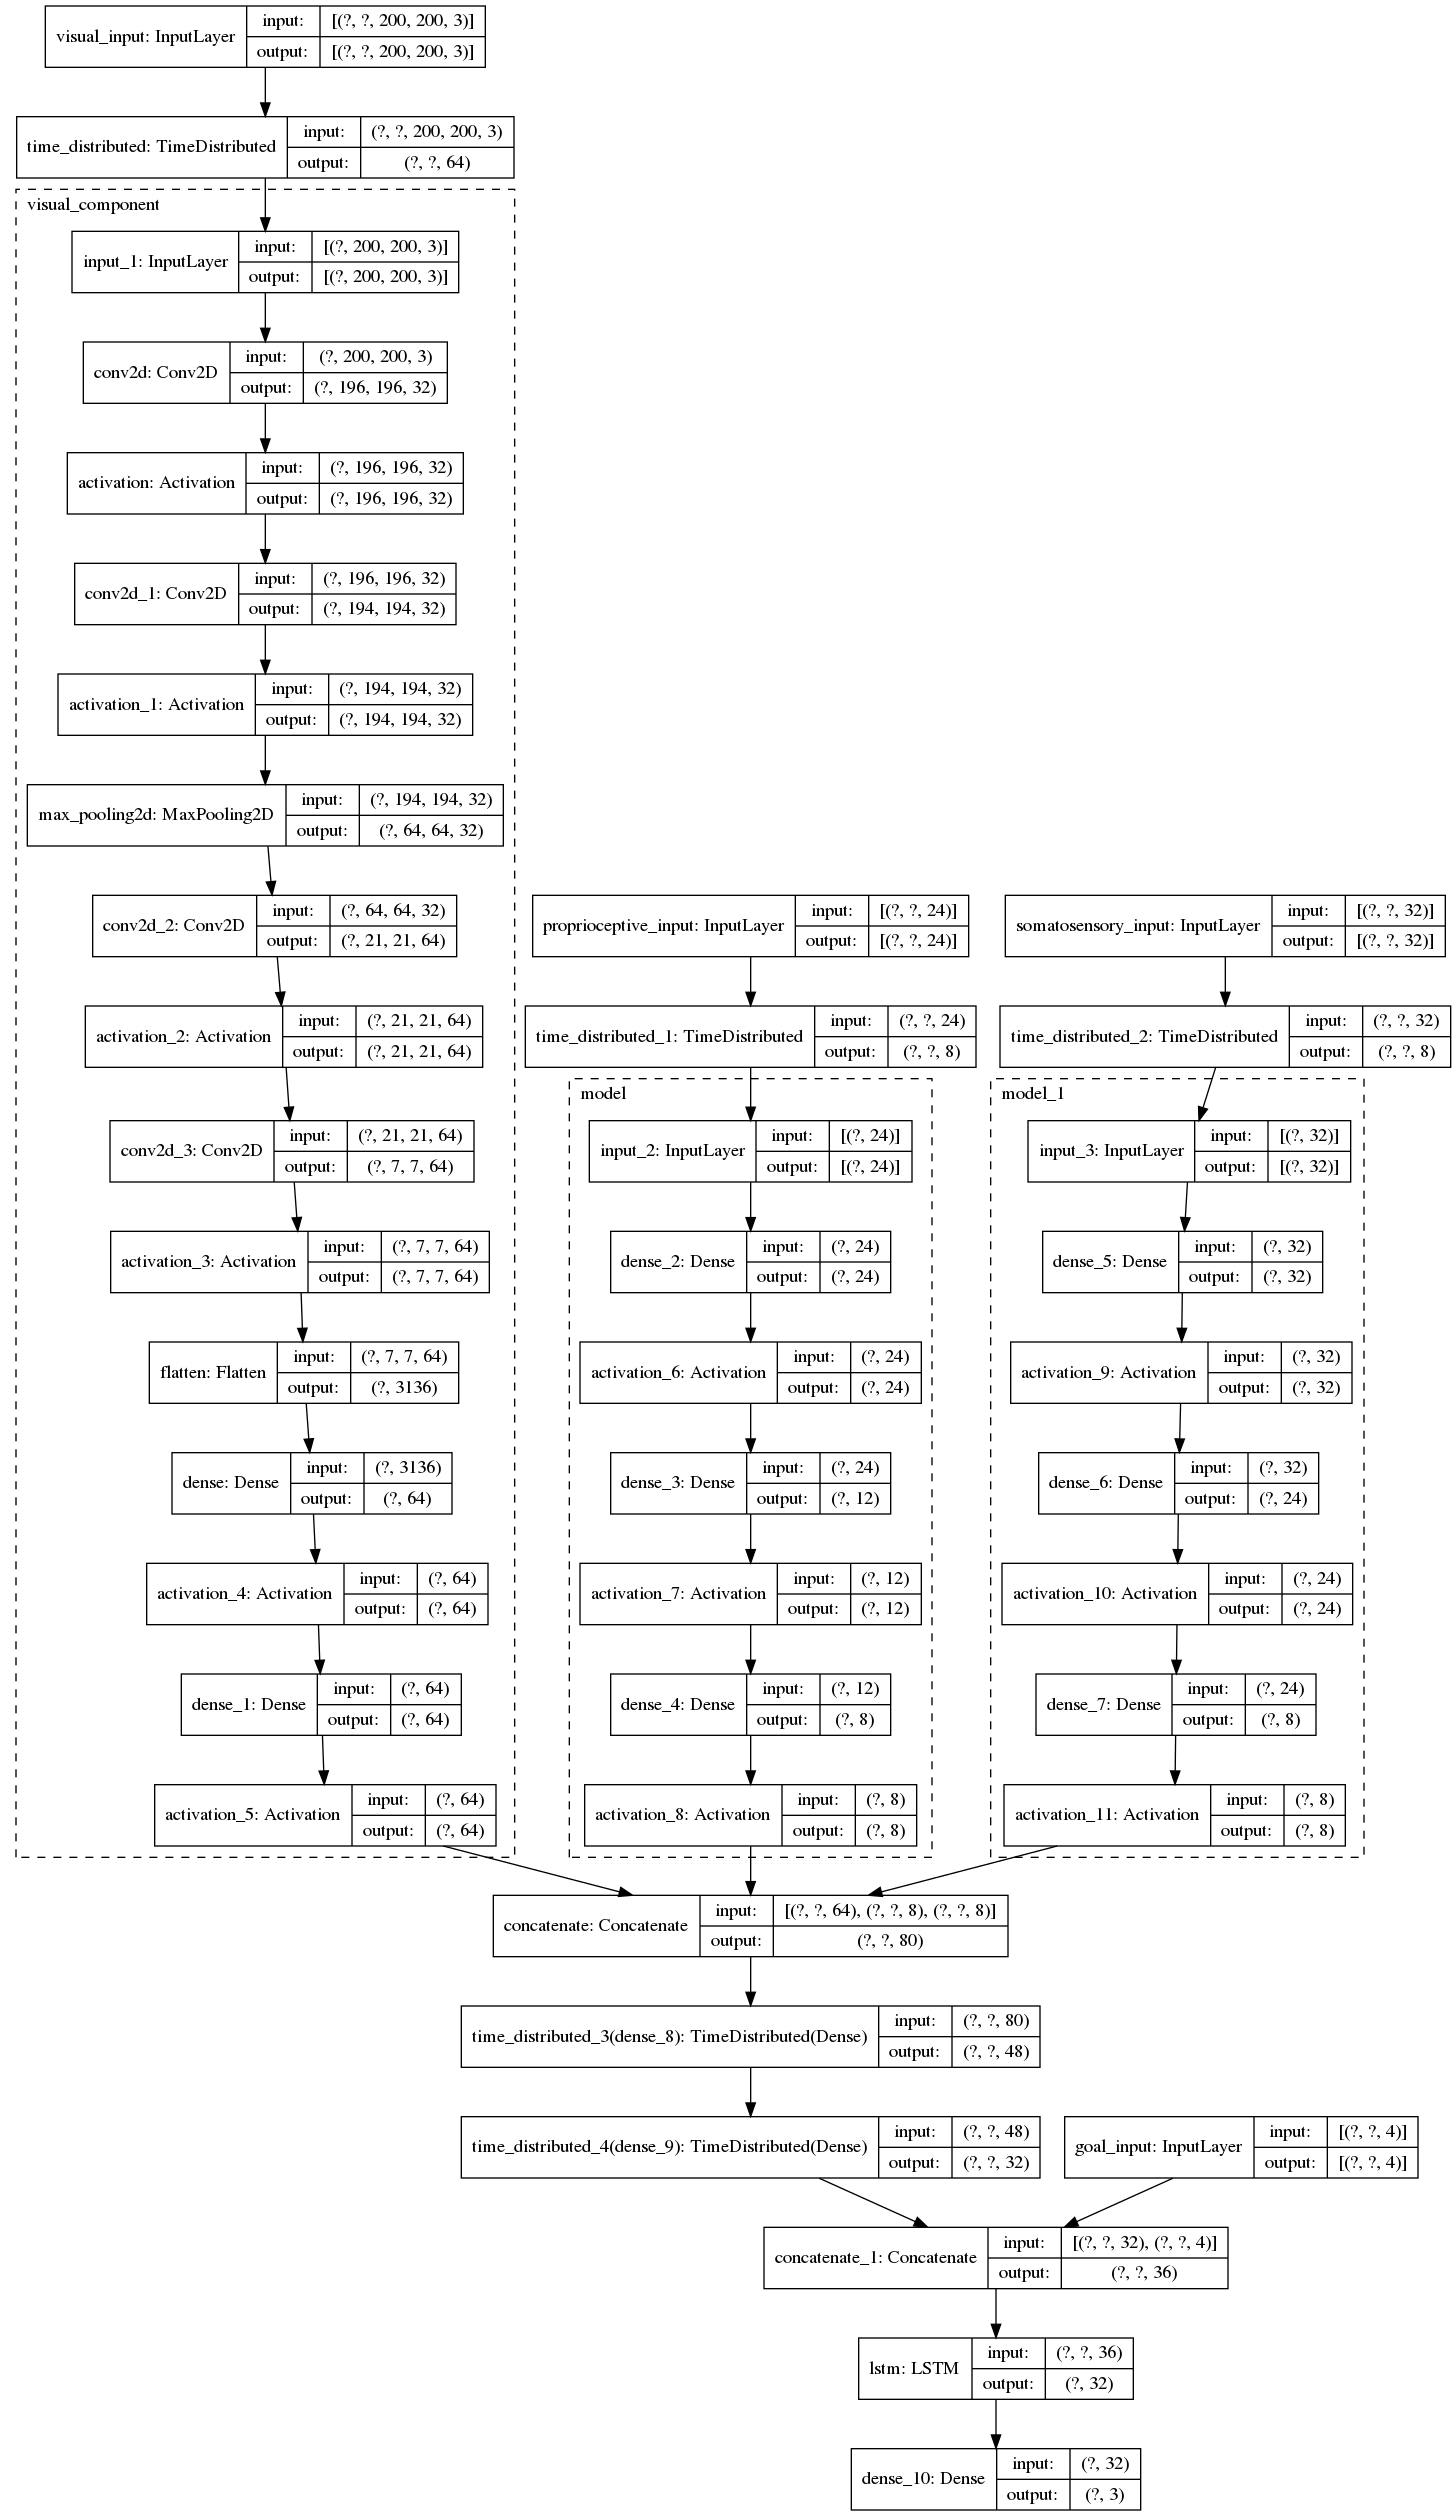 visual_input: InputLayer
input: [(?, ?, 200, 200, 3)]
output: [(?, ?, 200, 200, 3)]
time_distributed: TimeDistributed
input: (?, ?, 200, 200, 3)
output: (?, ?, 64)
visual_component
input_1: InputLayer
input: [(?, 200, 200, 3)]
output: [(?, 200, 200, 3)]
conv2d: Conv2D
input: (?, 200, 200, 3)
output: (?, 196, 196, 32)
activation: Activation
input: (?, 196, 196, 32)
output: (?, 196, 196, 32)
conv2d_1: Conv2D
input: (?, 196, 196, 32)
output: (?, 194, 194, 32)
activation_1: Activation
input: (?, 194, 194, 32)
output: (?, 194, 194, 32)
max_pooling2d: MaxPooling2D
input: (?, 194, 194, 32)
output: (?, 64, 64, 32)
conv2d_2: Conv2D
input: (?, 64, 64, 32)
output: (?, 21, 21, 64)
activation_2: Activation
input: (?, 21, 21, 64)
output: (?, 21, 21, 64)
conv2d_3: Conv2D
input: (?, 21, 21, 64)
output: (?, 7, 7, 64)
activation_3: Activation
input: (?, 7, 7, 64)
output: (?, 7, 7, 64)
flatten: Flatten
input: (?, 7, 7, 64)
output: (?, 3136)
dense: Dense
input: (?, 3136)
output: (?, 64)
activation_4: Activation
input: (?, 64)
output: (?, 64)
dense_1: Dense
input: (?, 64)
output: (?, 64)
activation_5: Activation
input: (?, 64)
output: (?, 64)
proprioceptive_input: InputLayer
input: [(?, ?, 24)]
output: [(?, ?, 24)]
time_distributed_1: TimeDistributed
input: (?, ?, 24)
output: (?, ?, 8)
model
input_2: InputLayer
input: [(?, 24)]
output: [(?, 24)]
dense_2: Dense
input: (?, 24)
output: (?, 24)
activation_6: Activation
input: (?, 24)
output: (?, 24)
dense_3: Dense
input: (?, 24)
output: (?, 12)
activation_7: Activation
input: (?, 12)
output: (?, 12)
dense_4: Dense
input: (?, 12)
output: (?, 8)
activation_8: Activation
input: (?, 8)
output: (?, 8)
somatosensory_input: InputLayer
input: [(?, ?, 32)]
output: [(?, ?, 32)]
time_distributed_2: TimeDistributed
input: (?, ?, 32)
output: (?, ?, 8)
model_1
input_3: InputLayer
input: [(?, 32)]
output: [(?, 32)]
dense_5: Dense
input: (?, 32)
output: (?, 32)
activation_9: Activation
input: (?, 32)
output: (?, 32)
dense_6: Dense
input: (?, 32)
output: (?, 24)
activation_10: Activation
input: (?, 24)
output: (?, 24)
dense_7: Dense
input: (?, 24)
output: (?, 8)
activation_11: Activation
input: (?, 8)
output: (?, 8)
concatenate: Concatenate
input: [(?, ?, 64), (?, ?, 8), (?, ?, 8)]
output: (?, ?, 80)
time_distributed_3(dense_8): TimeDistributed(Dense)
input: (?, ?, 80)
output: (?, ?, 48)
time_distributed_4(dense_9): TimeDistributed(Dense)
input: (?, ?, 48)
output: (?, ?, 32)
goal_input: InputLayer
input: [(?, ?, 4)]
output: [(?, ?, 4)]
concatenate_1: Concatenate
input: [(?, ?, 32), (?, ?, 4)]
output: (?, ?, 36)
lstm: LSTM
input: (?, ?, 36)
output: (?, 32)
dense_10: Dense
input: (?, 32)
output: (?, 3)